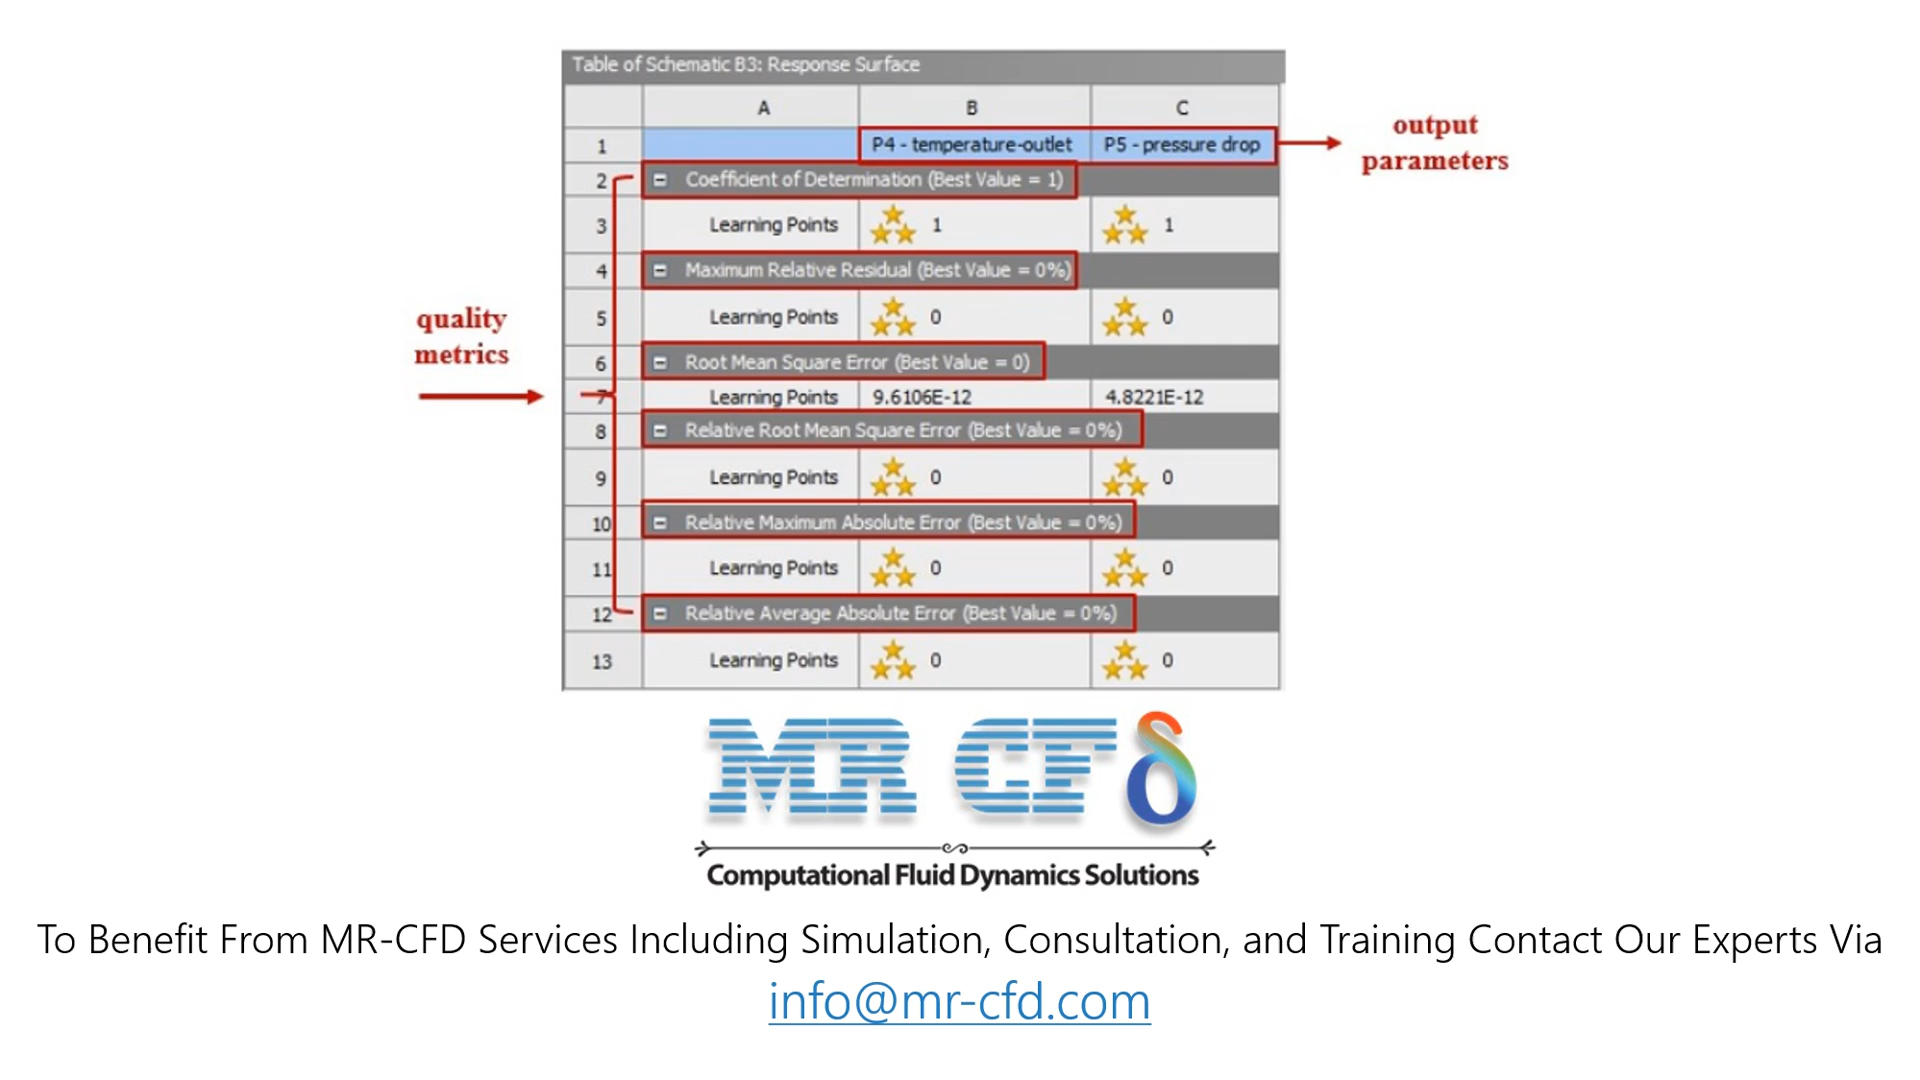 Table of Schematic B3: Response Surface
A B C
1 P4 - temperature-outlet P5 - pressure drop
output
parameters
2 Coefficient of Determination (Best Value = 1)
3 Learning Points 1 1
4 Maximum Relative Residual (Best Value = 0%)
5 Learning Points 0 0
quality
metrics
6 Root Mean Square Error (Best Value = 0)
7 Learning Points 9.6106E-12 4.8221E-12
8 Relative Root Mean Square Error (Best Value = 0%)
9 Learning Points 0 0
10 Relative Maximum Absolute Error (Best Value = 0%)
11 Learning Points 0 0
12 Relative Average Absolute Error (Best Value = 0%)
13 Learning Points 0 0
MR CFδ
Computational Fluid Dynamics Solutions
To Benefit From MR-CFD Services Including Simulation, Consultation, and Training Contact Our Experts Via
info@mr-cfd.com